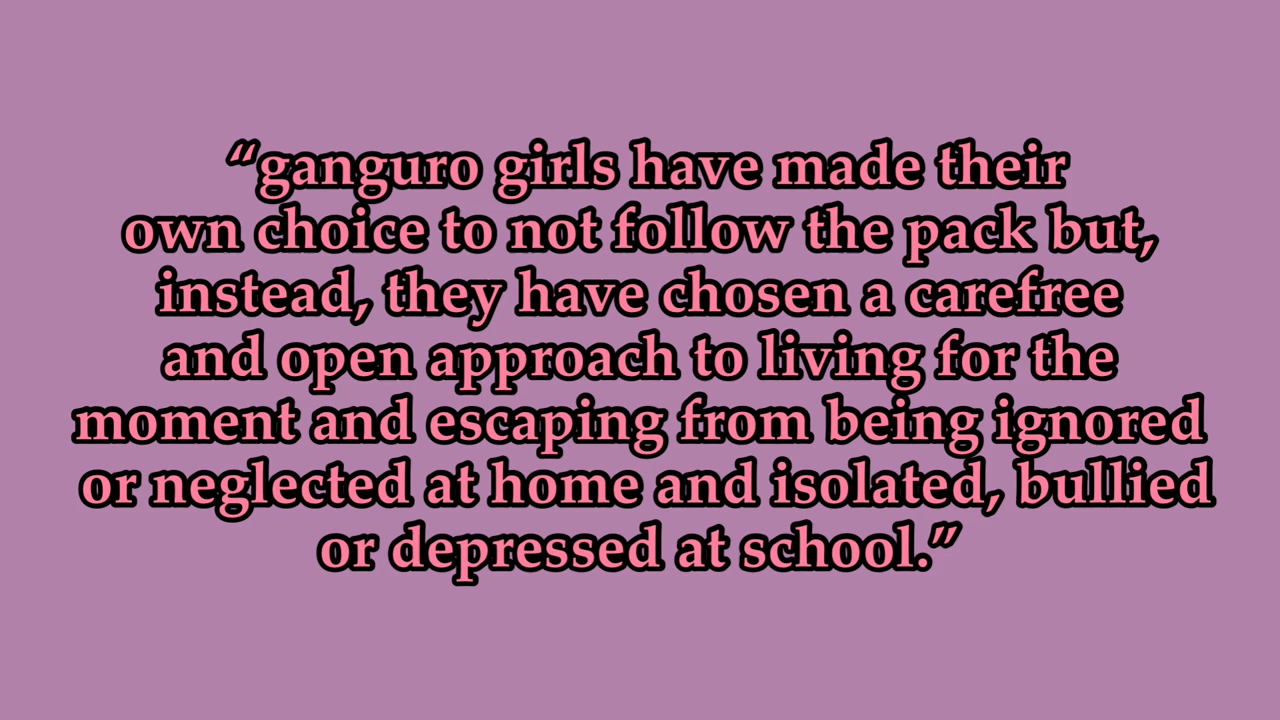 “ganguro girls have made their
own choice to not follow the pack but,
instead, they have chosen a carefree
and open approach to living for the
moment and escaping from being ignored
or neglected at home and isolated, bullied
or depressed at school.”